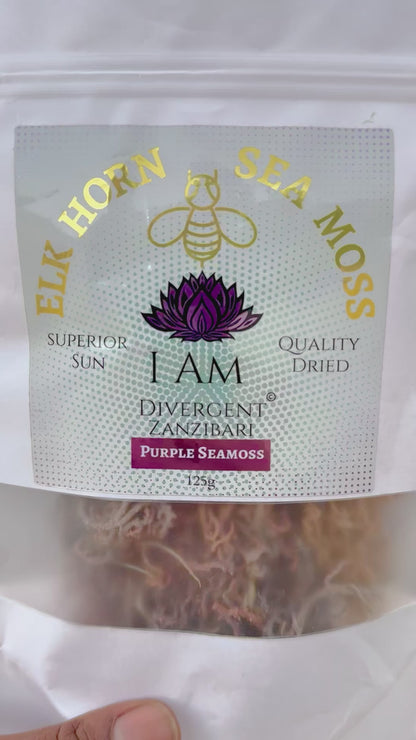 ELK HORN SEA MOSS
SUPERIOR SUN
QUALITY DRIED
I AM
DIVERGENT©
ZANZIBARI
PURPLE SEAMOSS
125g